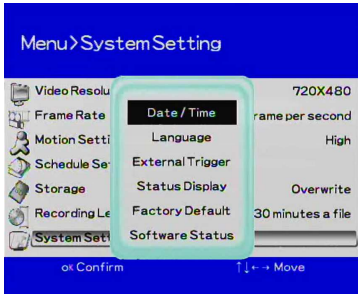 Menu>System Setting
Video Resolu 720X480
Frame Rate rame per second
Motion Setti High
Schedule Se
Storage Overwrite
Recording Le 30 minutes a file
System Sett
Date / Time
Language
External Trigger
Status Display
Factory Default
Software Status
oK Confirm ↑↓←→ Move